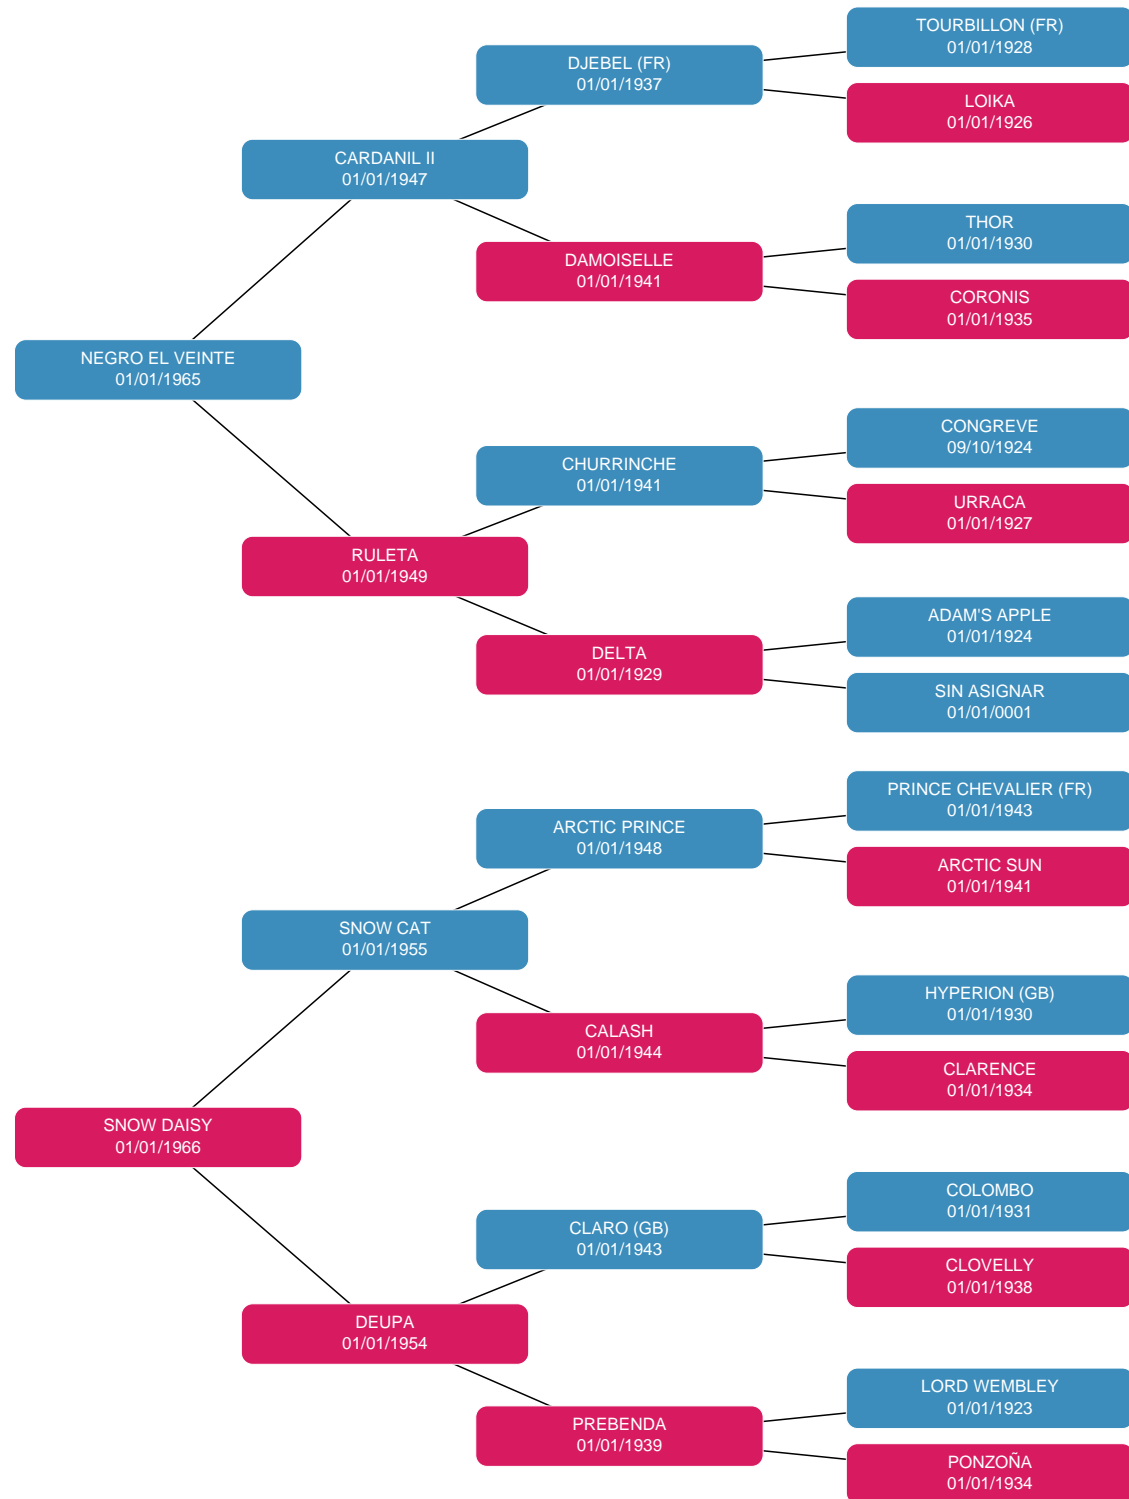 TOURBILLON (FR)
01/01/1928
DJEBEL (FR)
01/01/1937
LOIKA
01/01/1926
CARDANIL II
01/01/1947
THOR
01/01/1930
DAMOISELLE
01/01/1941
CORONIS
01/01/1935
NEGRO EL VEINTE
01/01/1965
CONGREVE
09/10/1924
CHURRINCHE
01/01/1941
URRACA
01/01/1927
RULETA
01/01/1949
ADAM'S APPLE
01/01/1924
DELTA
01/01/1929
SIN ASIGNAR
01/01/0001
PRINCE CHEVALIER (FR)
01/01/1943
ARCTIC PRINCE
01/01/1948
ARCTIC SUN
01/01/1941
SNOW CAT
01/01/1955
HYPERION (GB)
01/01/1930
CALASH
01/01/1944
CLARENCE
01/01/1934
SNOW DAISY
01/01/1966
COLOMBO
01/01/1931
CLARO (GB)
01/01/1943
CLOVELLY
01/01/1938
DEUPA
01/01/1954
LORD WEMBLEY
01/01/1923
PREBENDA
01/01/1939
PONZOÑA
01/01/1934